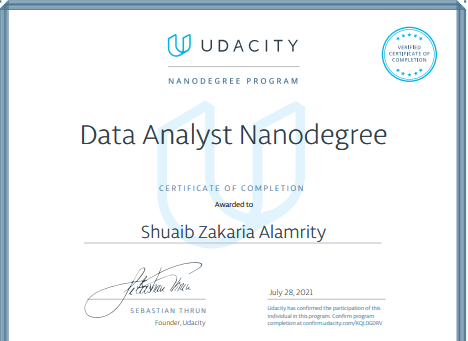 UDACITY
NANODEGREE PROGRAM
VERIFIED
CERTIFICATE OF
COMPLETION
Data Analyst Nanodegree
CERTIFICATE OF COMPLETION
Awarded to
Shuaib Zakaria Alamrity
Sebastian Thrun
SEBASTIAN THRUN
Founder, Udacity
July 28, 2021
Udacity has confirmed the participation of this
individual in this program. Confirm program
completion at confirm.udacity.com/